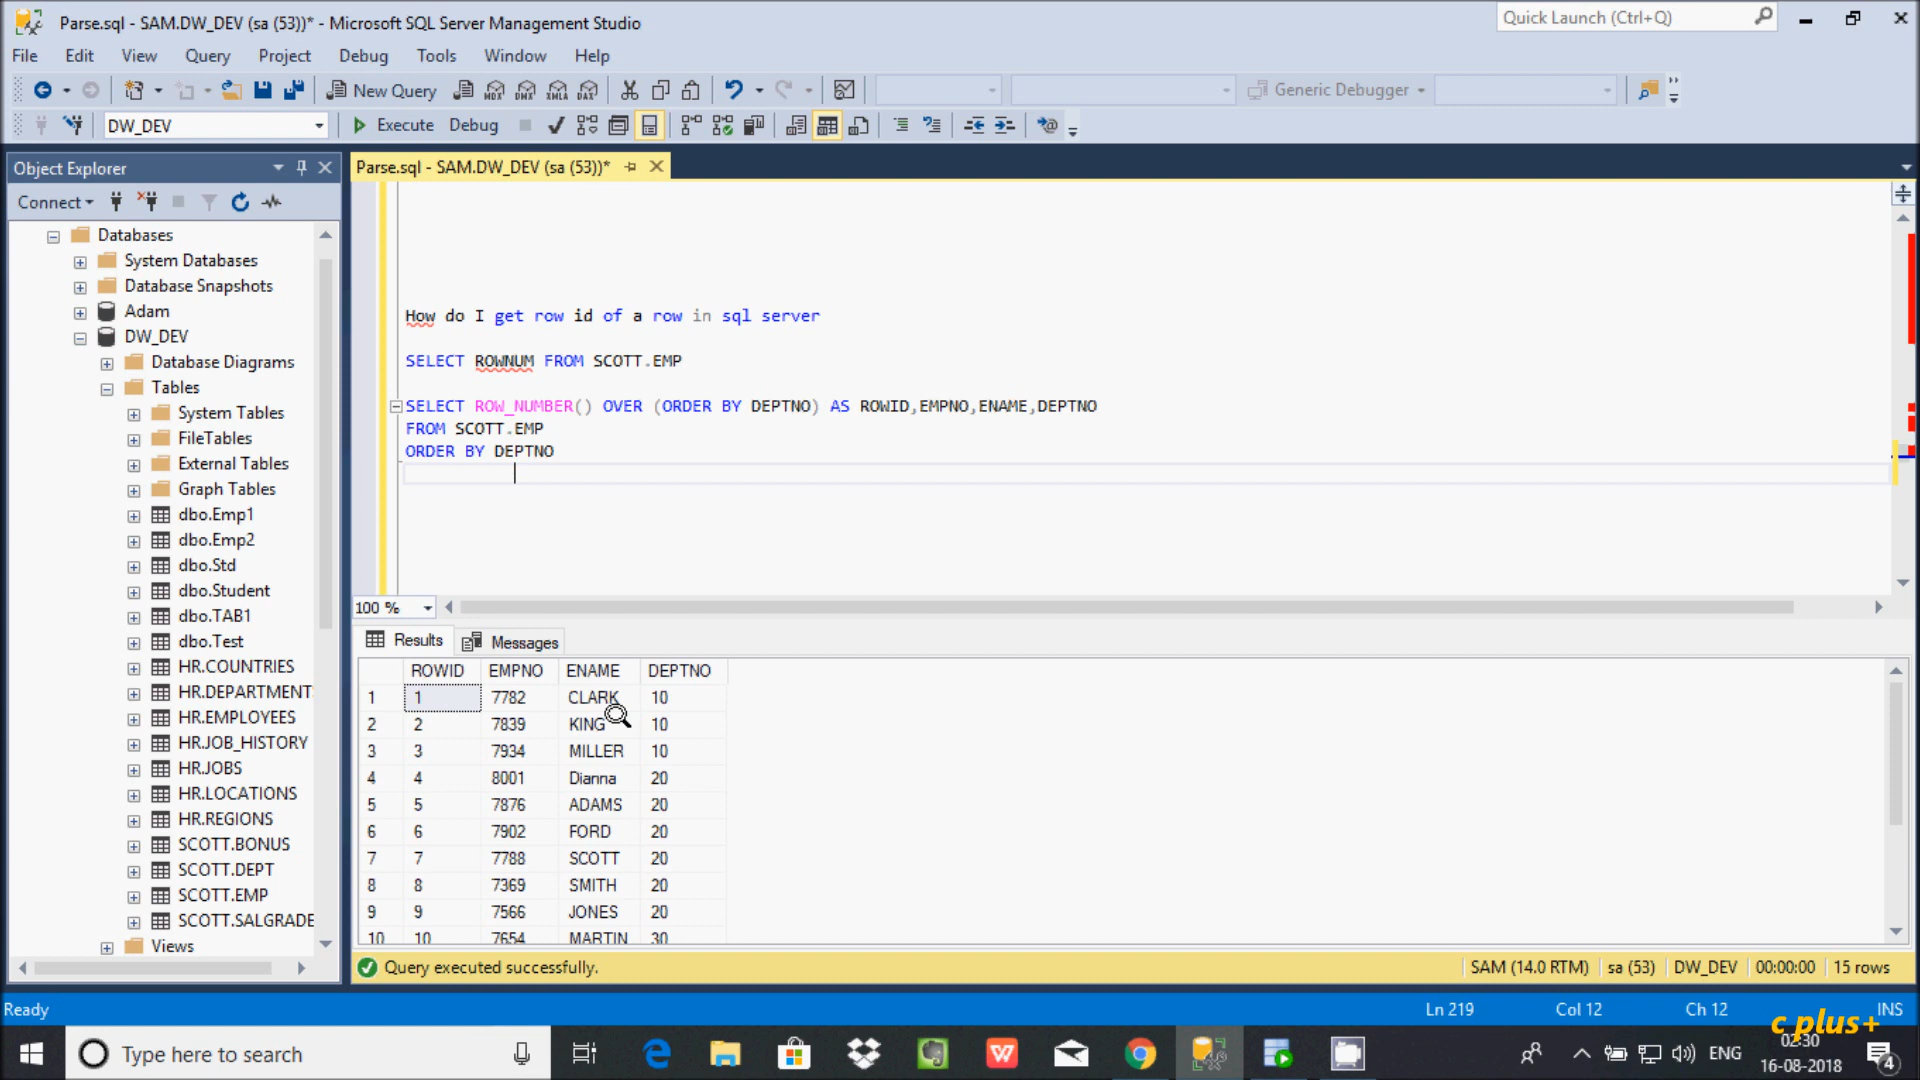 Parse.sql - SAM.DW_DEV (sa (53))* - Microsoft SQL Server Management Studio
Quick Launch (Ctrl+Q)
File Edit View Query Project Debug Tools Window Help
New Query MDX DMX XMLA DAX Generic Debugger
DW_DEV Execute Debug
Object Explorer
Parse.sql - SAM.DW_DEV (sa (53))*
Connect
Databases
System Databases
Database Snapshots
Adam
DW_DEV
Database Diagrams
Tables
System Tables
FileTables
External Tables
Graph Tables
dbo.Emp1
dbo.Emp2
dbo.Std
dbo.Student
dbo.TAB1
dbo.Test
HR.COUNTRIES
HR.DEPARTMENT
HR.EMPLOYEES
HR.JOB_HISTORY
HR.JOBS
HR.LOCATIONS
HR.REGIONS
SCOTT.BONUS
SCOTT.DEPT
SCOTT.EMP
SCOTT.SALGRADE
Views
How do I get row id of a row in sql server
SELECT ROWNUM FROM SCOTT.EMP
SELECT ROW_NUMBER() OVER (ORDER BY DEPTNO) AS ROWID,EMPNO,ENAME,DEPTNO
FROM SCOTT.EMP
ORDER BY DEPTNO
100 %
Results Messages
ROWID EMPNO ENAME DEPTNO
1 1 7782 CLARK 10
2 2 7839 KING 10
3 3 7934 MILLER 10
4 4 8001 Dianna 20
5 5 7876 ADAMS 20
6 6 7902 FORD 20
7 7 7788 SCOTT 20
8 8 7369 SMITH 20
9 9 7566 JONES 20
10 10 7654 MARTIN 30
Query executed successfully. SAM (14.0 RTM) sa (53) DW_DEV 00:00:00 15 rows
Ready Ln 219 Col 12 Ch 12 INS
c plus+
Type here to search
ENG
02:30
16-08-2018
4